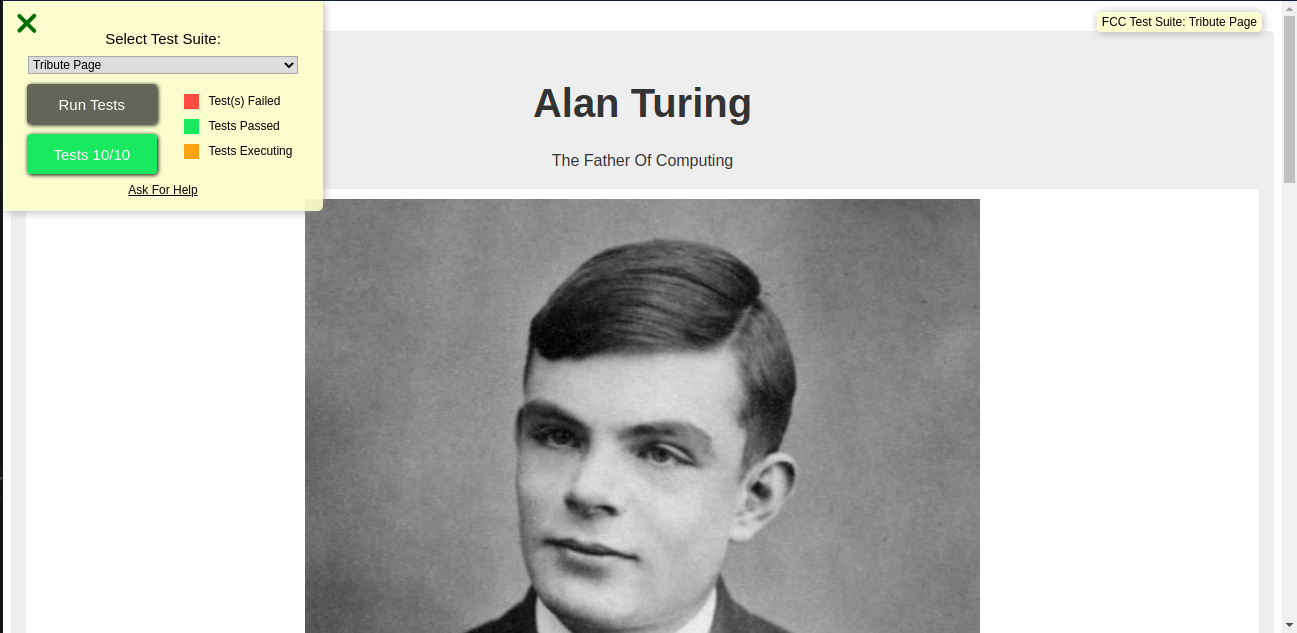 Select Test Suite:
Tribute Page
Run Tests
Tests 10/10
Test(s) Failed
Tests Passed
Tests Executing
Ask For Help
FCC Test Suite: Tribute Page
Alan Turing
The Father Of Computing